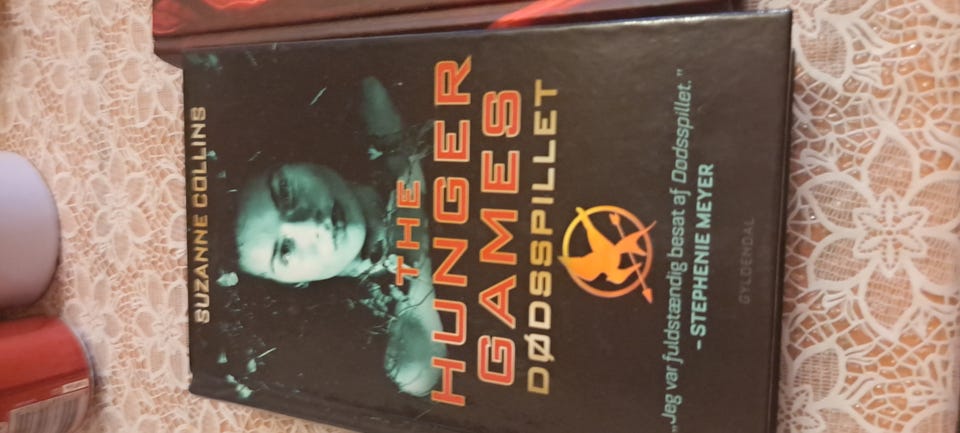 SUZANNE COLLINS
THE
HUNGER
GAMES
DØDSSPILLET
„Jeg var fuldstændig besat af Dødsspillet.”
– STEPHENIE MEYER
GYLDENDAL